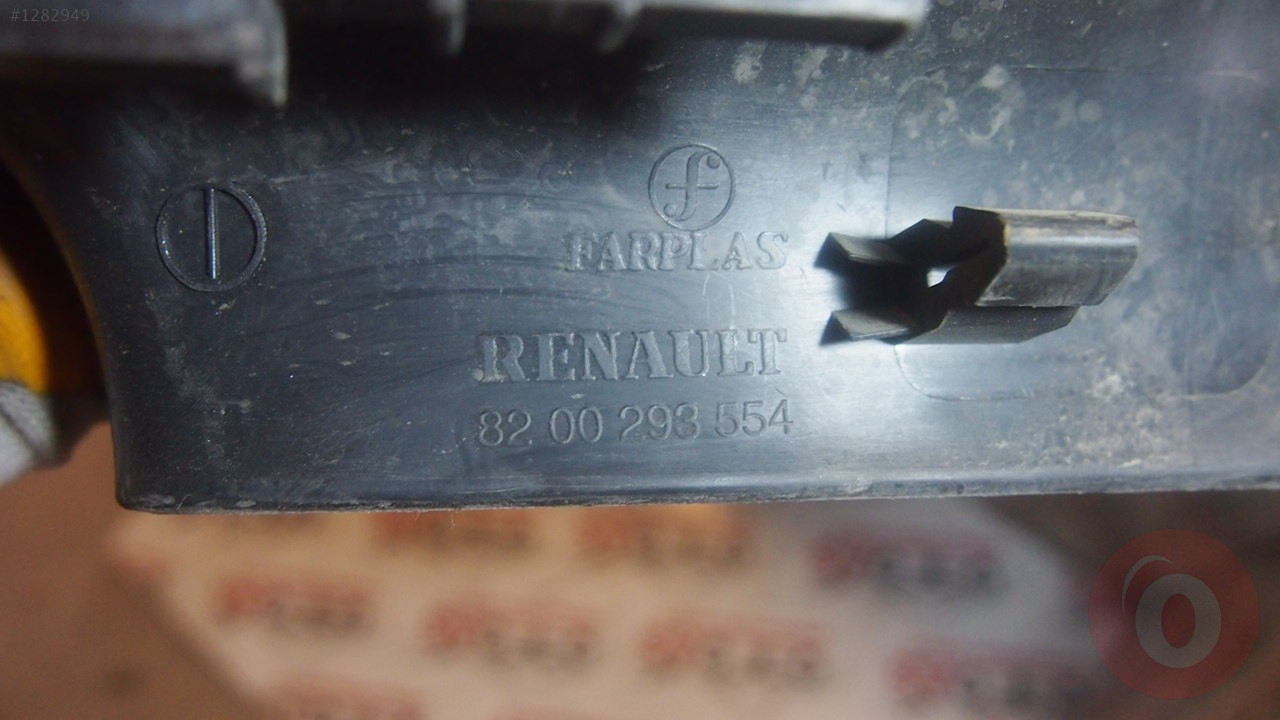 #1282949
f
FARPLAS
RENAULT
82 00 293 554
O